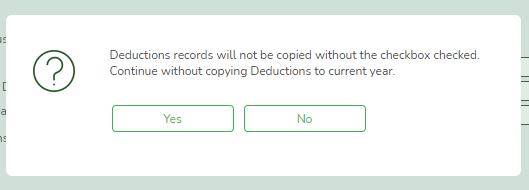 Deductions records will not be copied without the checkbox checked.
Continue without copying Deductions to current year.
Yes
No